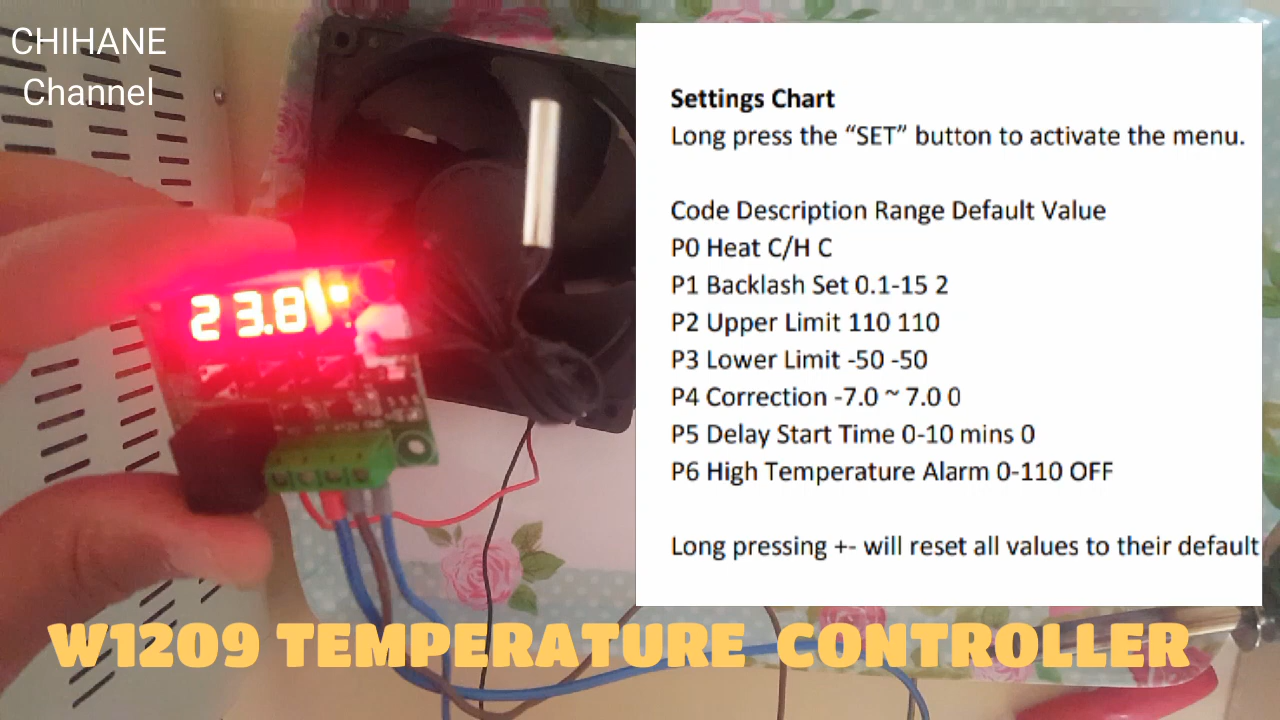 CHIHANE
Channel
Settings Chart
Long press the “SET” button to activate the menu.
Code Description Range Default Value
P0 Heat C/H C
P1 Backlash Set 0.1-15 2
P2 Upper Limit 110 110
P3 Lower Limit -50 -50
P4 Correction -7.0 ~ 7.0 0
P5 Delay Start Time 0-10 mins 0
P6 High Temperature Alarm 0-110 OFF
Long pressing +- will reset all values to their default
23.8
W1209 TEMPERATURE CONTROLLER